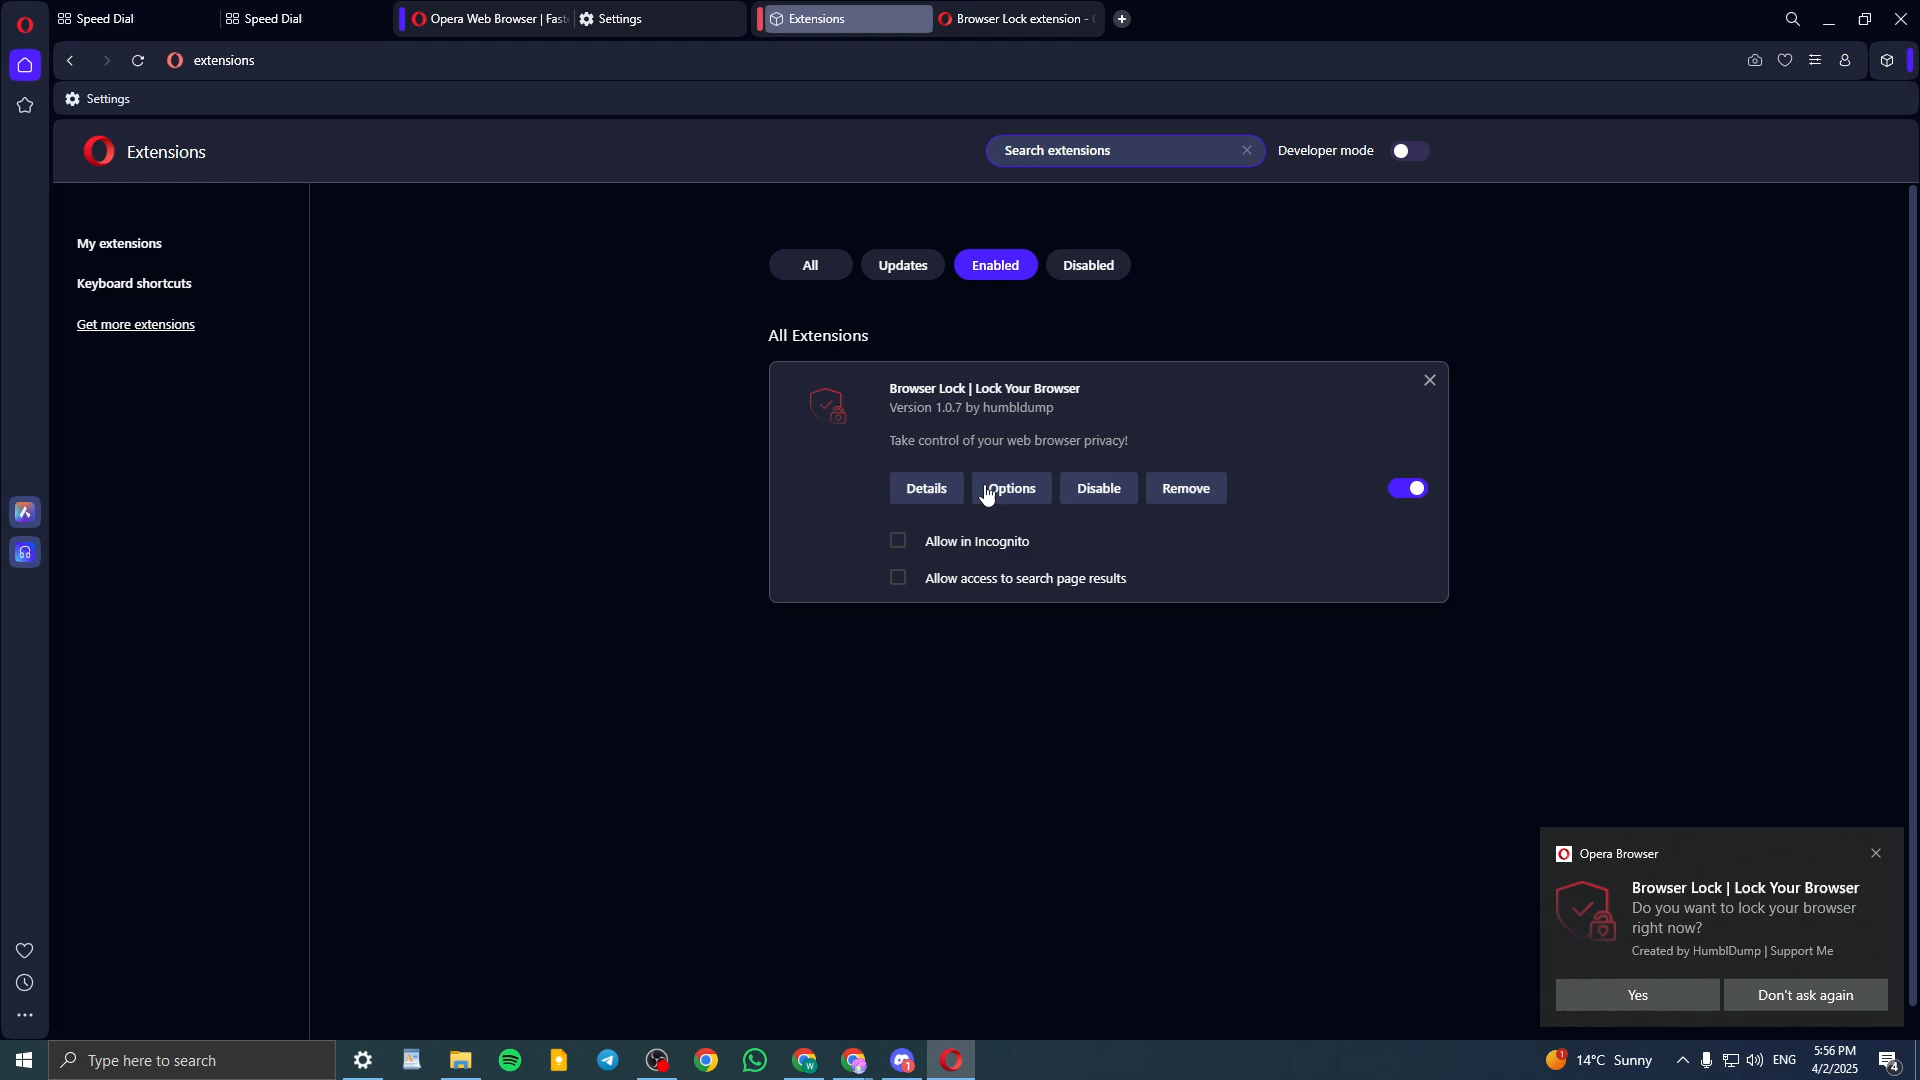 Speed Dial
Speed Dial
Opera Web Browser | Fast
Settings
Extensions
Browser Lock extension -
extensions
Settings
Extensions
Search extensions
Developer mode
My extensions
Keyboard shortcuts
Get more extensions
All
Updates
Enabled
Disabled
All Extensions
Browser Lock | Lock Your Browser
Version 1.0.7 by humbldump
Take control of your web browser privacy!
Details
Options
Disable
Remove
Allow in Incognito
Allow access to search page results
Opera Browser
Browser Lock | Lock Your Browser
Do you want to lock your browser
right now?
Created by HumblDump | Support Me
Yes
Don't ask again
Type here to search
14°C Sunny
ENG
5:56 PM
4/2/2025